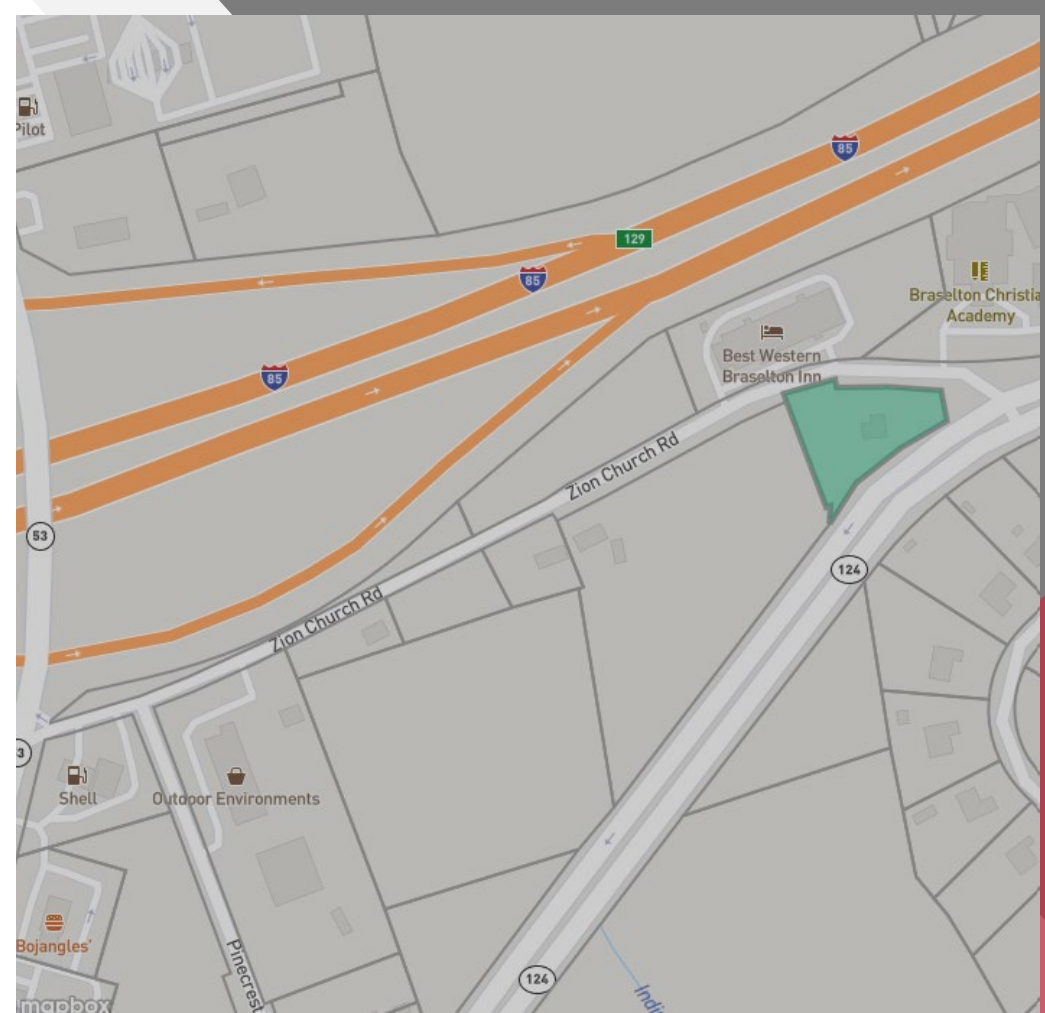 Pilot
85
129
85
Braselton Christia
Academy
Best Western
Braselton Inn
85
Zion Church Rd
53
124
Zion Church Rd
3
Shell
Outdoor Environments
Bojangles'
Pinecrest
124
Indi
mapbox